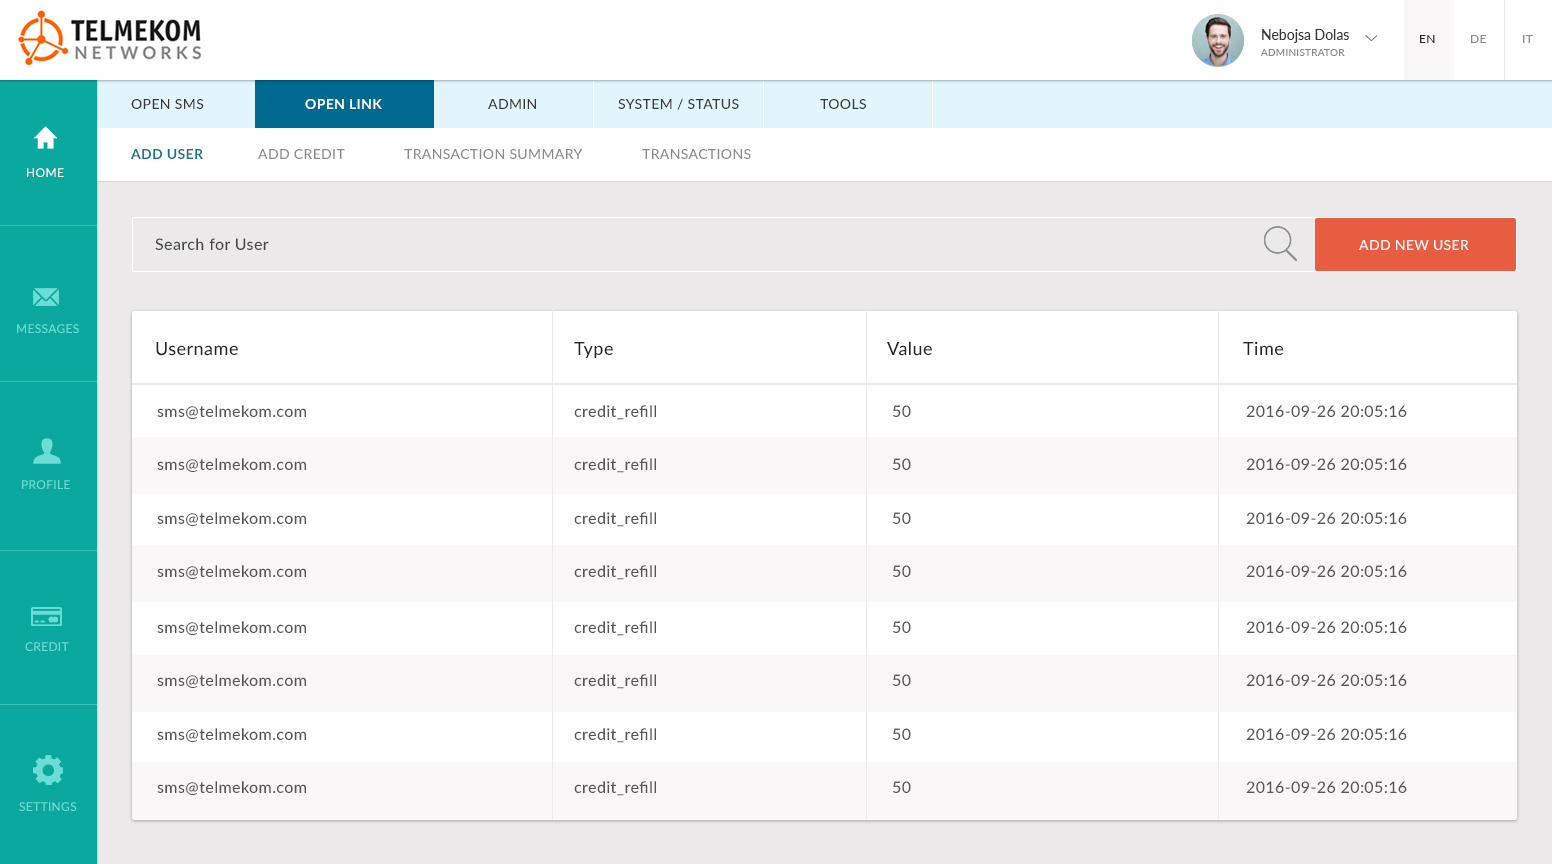 TELMEKOM
NETWORKS
Nebojsa Dolas
ADMINISTRATOR
EN DE IT
OPEN SMS OPEN LINK ADMIN SYSTEM / STATUS TOOLS
ADD USER ADD CREDIT TRANSACTION SUMMARY TRANSACTIONS
HOME
MESSAGES
PROFILE
CREDIT
SETTINGS
Search for User ADD NEW USER
Username Type Value Time
sms@telmekom.com credit_refill 50 2016-09-26 20:05:16
sms@telmekom.com credit_refill 50 2016-09-26 20:05:16
sms@telmekom.com credit_refill 50 2016-09-26 20:05:16
sms@telmekom.com credit_refill 50 2016-09-26 20:05:16
sms@telmekom.com credit_refill 50 2016-09-26 20:05:16
sms@telmekom.com credit_refill 50 2016-09-26 20:05:16
sms@telmekom.com credit_refill 50 2016-09-26 20:05:16
sms@telmekom.com credit_refill 50 2016-09-26 20:05:16